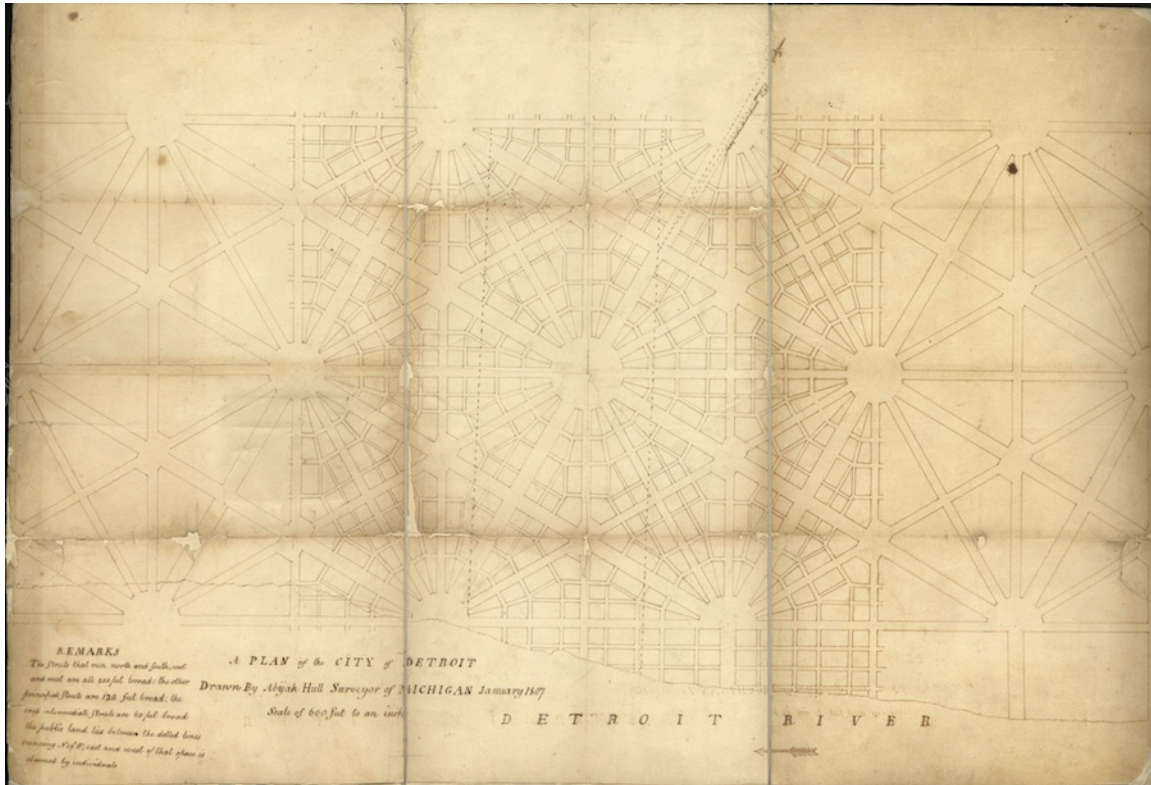 REMARKS
The streets that run north and south, east
and west are all 200 feet broad: the other
principal streets are 120 feet broad: the
intermediate streets are 60 feet broad
the public land lies between the dotted lines
running N of W, east and west of that space is
claimed by individuals
A PLAN of the CITY of DETROIT
Drawn By Abijah Hull Surveyor of MICHIGAN January 1807
Scale of 600 feet to an inch
DETROIT RIVER